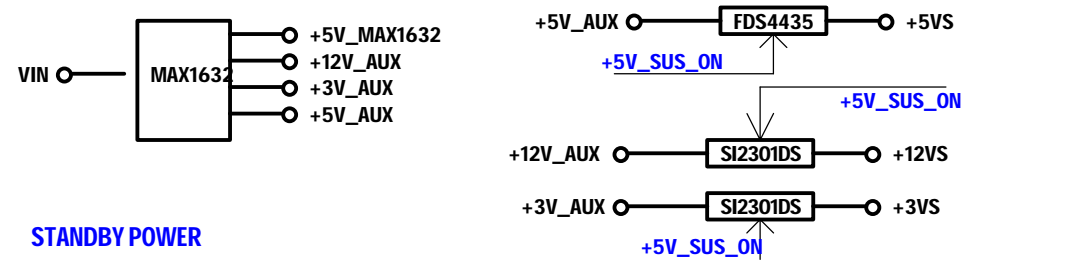 VIN
MAX1632
+5V_MAX1632
+12V_AUX
+3V_AUX
+5V_AUX
STANDBY POWER
+5V_AUX FDS4435 +5VS
+5V_SUS_ON
+5V_SUS_ON
+12V_AUX SI2301DS +12VS
+3V_AUX SI2301DS +3VS
+5V_SUS_ON